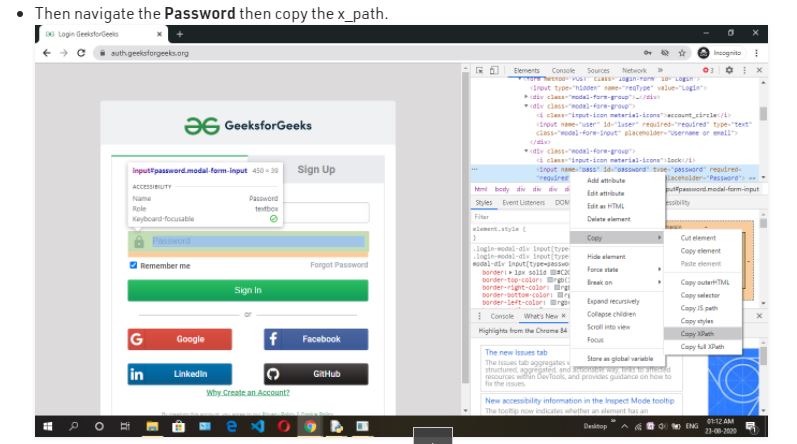 Then navigate the Password then copy the x_path.
Login GeeksforGeeks
auth.geeksforgeeks.org
Incognito
GeeksforGeeks
input#password.modal-form-input 450 × 39
ACCESSIBILITY
Name Password
Role textbox
Keyboard-focusable
Sign Up
Password
Remember me
Forgot Password
Sign In
or
Google
Facebook
LinkedIn
GitHub
Why Create an Account?
Elements Console Sources Network » 3
<input type="hidden" name="reqType" value="Login">
<div class="modal-form-group">…</div>
<div class="modal-form-group">
<i class="input-icon material-icons">account_circle</i>
<input name="user" id="luser" required="required" type="text"
class="modal-form-input" placeholder="Username or email">
</div>
<div class="modal-form-group">
<i class="input-icon material-icons">lock</i>
<input name="pass" id="password" type="password" required=
"required
placeholder="Password"> ==
html body div div div
put#password.modal-form-input
Styles Event Listeners DOM
Filter
element.style {
}
.login-modal-div input[type
.login-modal-div input[type
modal-div input[type=passwo
border: 1px solid #C20
border-top-color: rgb(
border-right-color:
border-bottom-color:
border-left-color:
Add attribute
Edit attribute
Edit as HTML
Delete element
Copy
Hide element
Force state
Break on
Expand recursively
Collapse children
Scroll into view
Focus
Store as global variable
Cut element
Copy element
Paste element
Copy outerHTML
Copy selector
Copy JS path
Copy styles
Copy XPath
Copy full XPath
Console What's New ×
Highlights from the Chrome 84
The new Issues tab
The Issues tab aggregates
structured, aggregated, and actionable way, links to affected
resources within DevTools, and provides guidance on how to
fix the issues.
New accessibility information in the Inspect Mode tooltip
The tooltip now indicates whether an element has an
Desktop
ENG
01:12 AM
23-08-2020